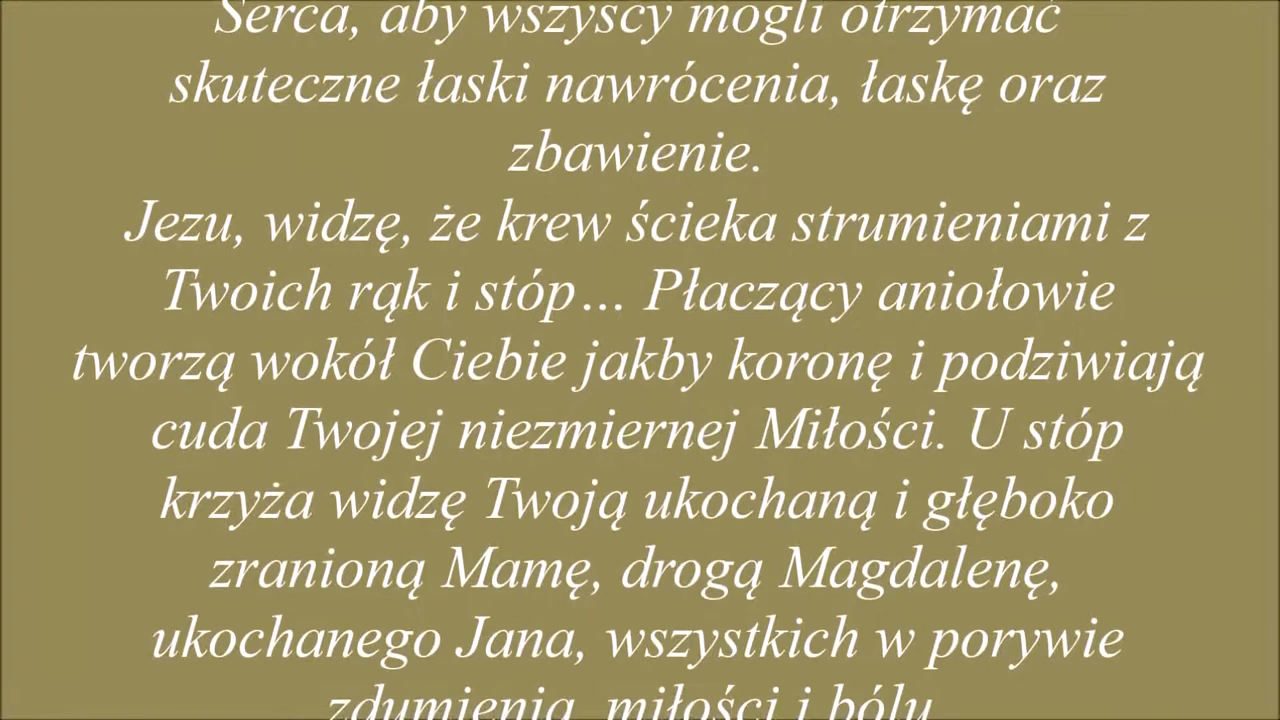 Serca, aby wszyscy mogli otrzymać
skuteczne łaski nawrócenia, łaskę oraz
zbawienie.
Jezu, widzę, że krew ścieka strumieniami z
Twoich rąk i stóp… Płaczący aniołowie
tworzą wokół Ciebie jakby koronę i podziwiają
cuda Twojej niezmiernej Miłości. U stóp
krzyża widzę Twoją ukochaną i głęboko
zranioną Mamę, drogą Magdalenę,
ukochanego Jana, wszystkich w porywie
zdumienia, miłości i bólu